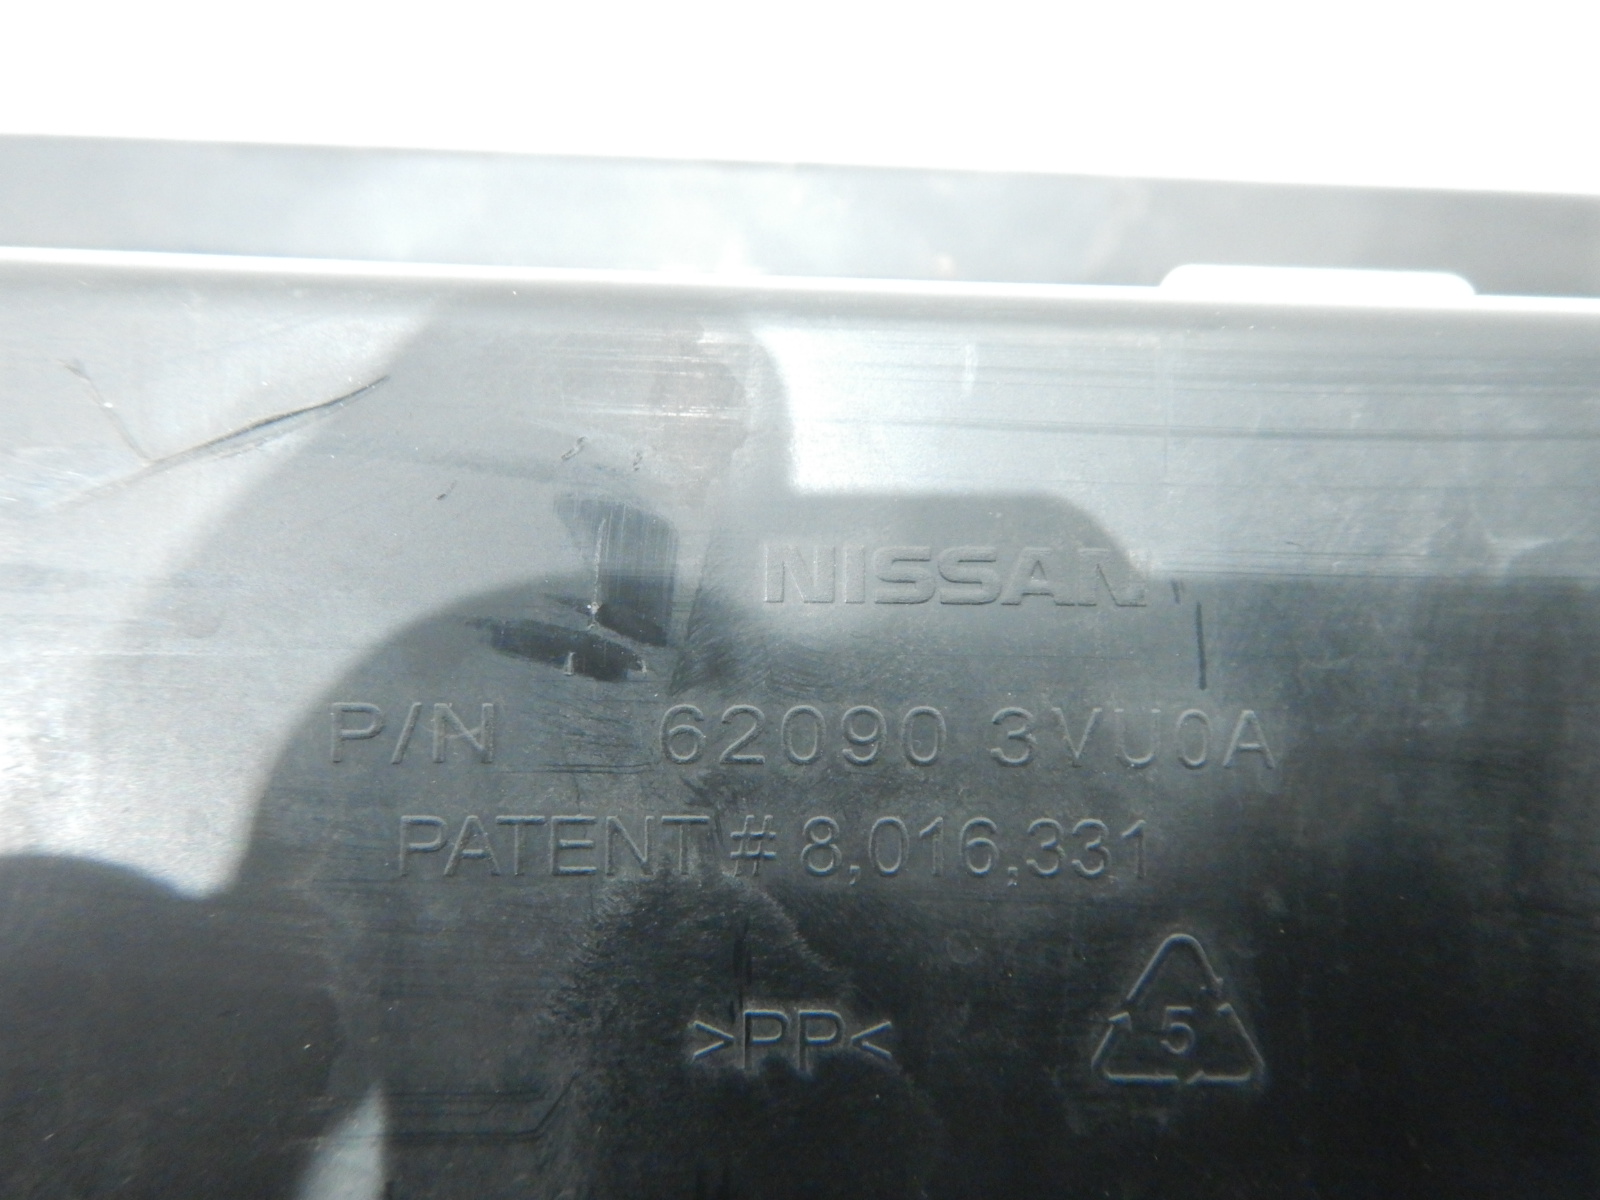 NISSAN
P/N 62090 3VU0A
PATENT # 8,016,331
>PP<
5